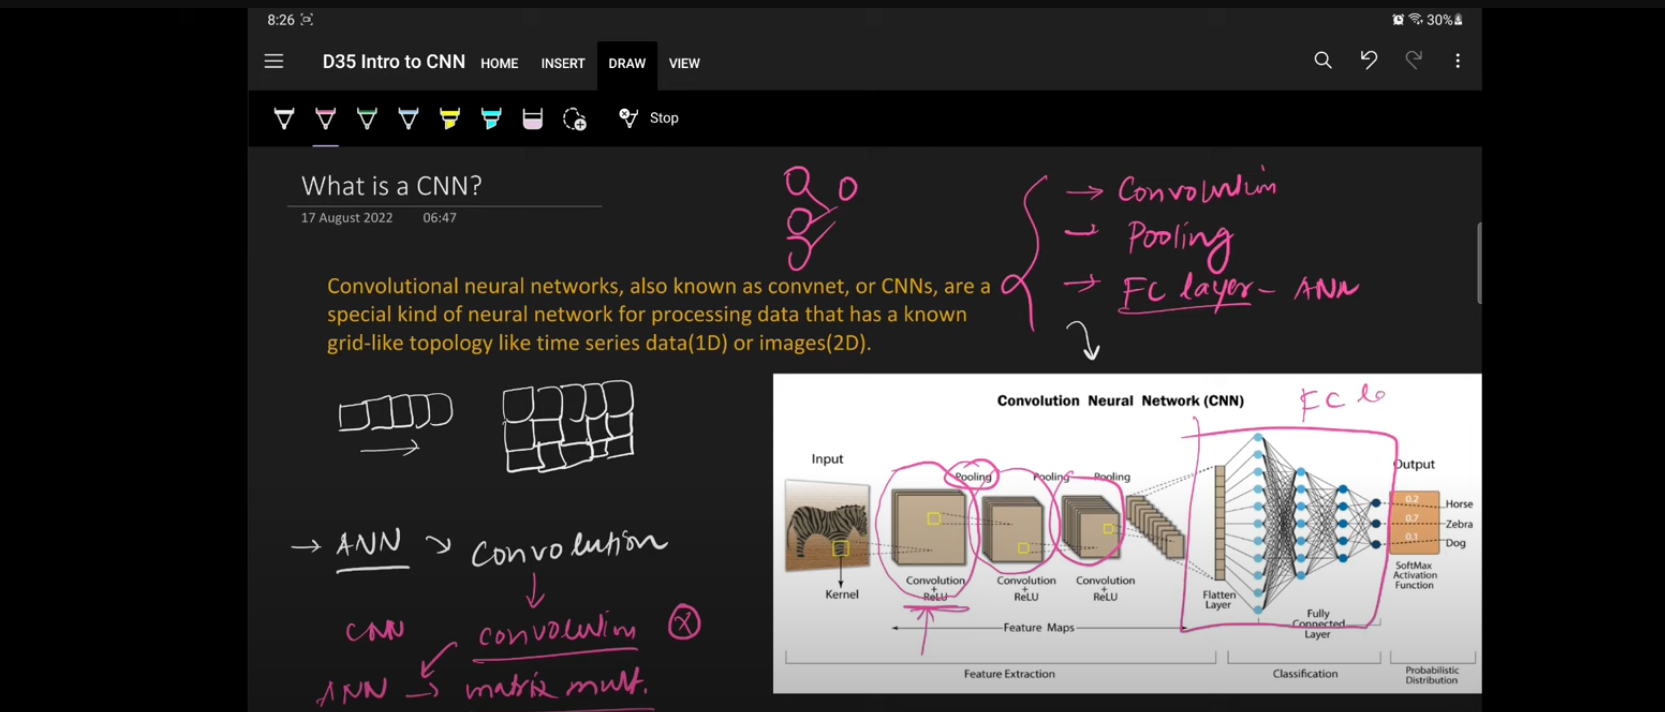 8:26
30%
D35 Intro to CNN HOME INSERT DRAW VIEW
Stop
What is a CNN?
17 August 2022 06:47
→ Convolution
→ Pooling
→ FC layer - ANN
Convolutional neural networks, also known as convnet, or CNNs, are a
special kind of neural network for processing data that has a known
grid-like topology like time series data(1D) or images(2D).
→ ANN
Convolution
CNN convolution
ANN → matrix mult.
Convolution Neural Network (CNN)
FC
Input
Pooling Pooling Pooling
Output
0.2 Horse
0.7 Zebra
0.1 Dog
Kernel
Convolution
+
ReLU
Convolution
+
ReLU
Convolution
+
ReLU
Flatten
Layer
Fully
Connected
Layer
SoftMax
Activation
Function
Feature Maps
Feature Extraction
Classification
Probabilistic
Distribution